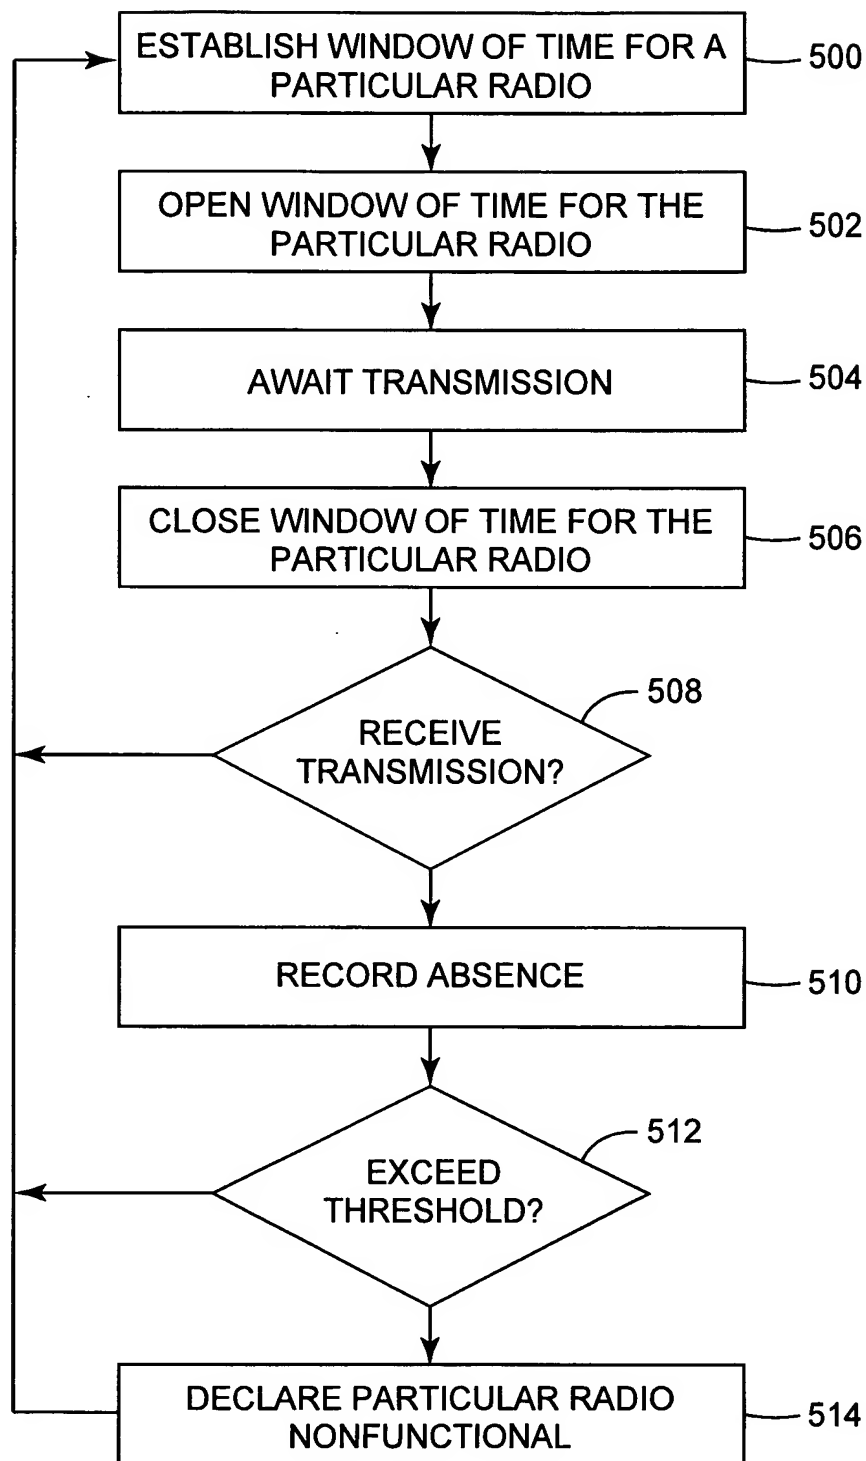 ESTABLISH WINDOW OF TIME FOR A
PARTICULAR RADIO
500
OPEN WINDOW OF TIME FOR THE
PARTICULAR RADIO
502
AWAIT TRANSMISSION
504
CLOSE WINDOW OF TIME FOR THE
PARTICULAR RADIO
506
508
RECEIVE
TRANSMISSION?
RECORD ABSENCE
510
512
EXCEED
THRESHOLD?
DECLARE PARTICULAR RADIO
NONFUNCTIONAL
514